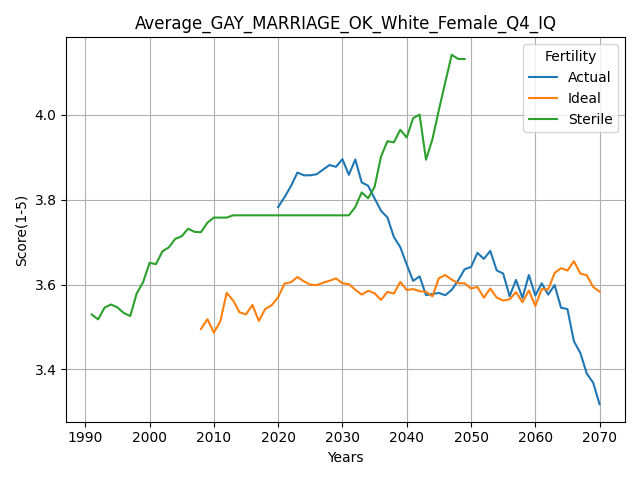 Average_GAY_MARRIAGE_OK_White_Female_Q4_IQ
Fertility
Actual
Ideal
Sterile
Score(1-5)
4.0
3.8
3.6
3.4
1990 2000 2010 2020 2030 2040 2050 2060 2070
Years